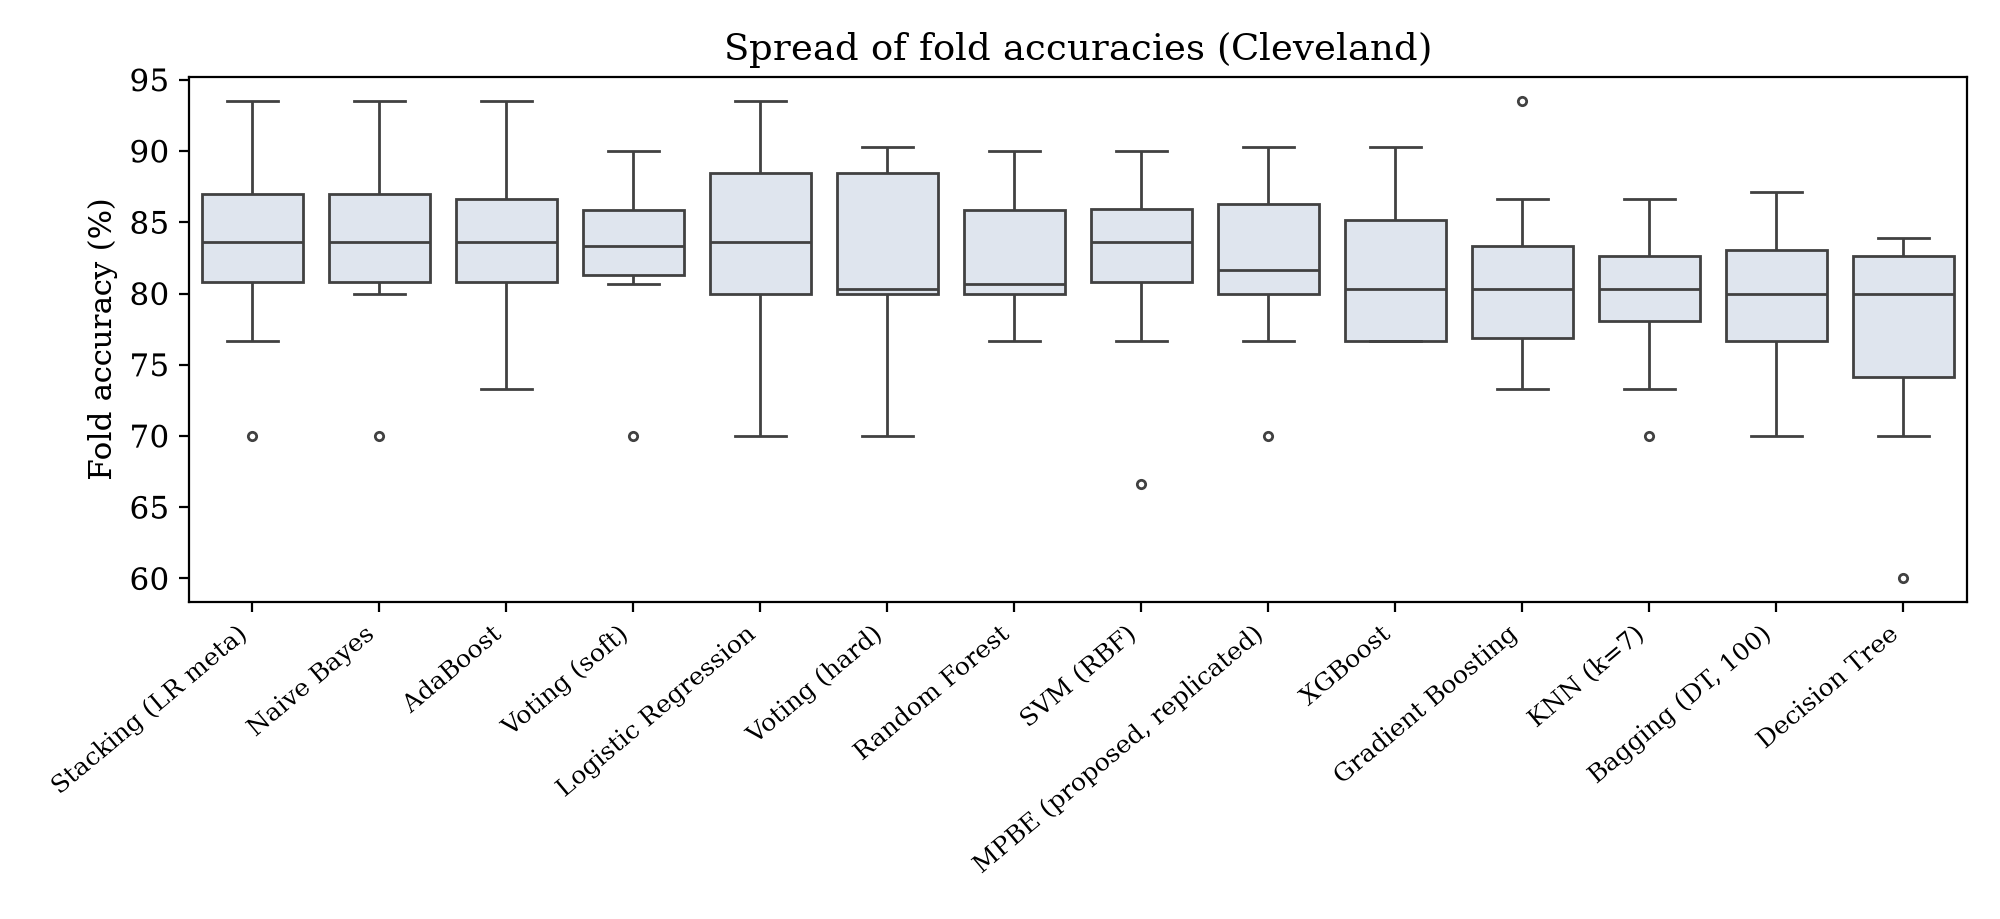 Spread of fold accuracies (Cleveland)
Fold accuracy (%)
95
90
85
80
75
70
65
60
Stacking (LR meta)
Naive Bayes
AdaBoost
Voting (soft)
Logistic Regression
Voting (hard)
Random Forest
SVM (RBF)
MPBE (proposed, replicated)
XGBoost
Gradient Boosting
KNN (k=7)
Bagging (DT, 100)
Decision Tree